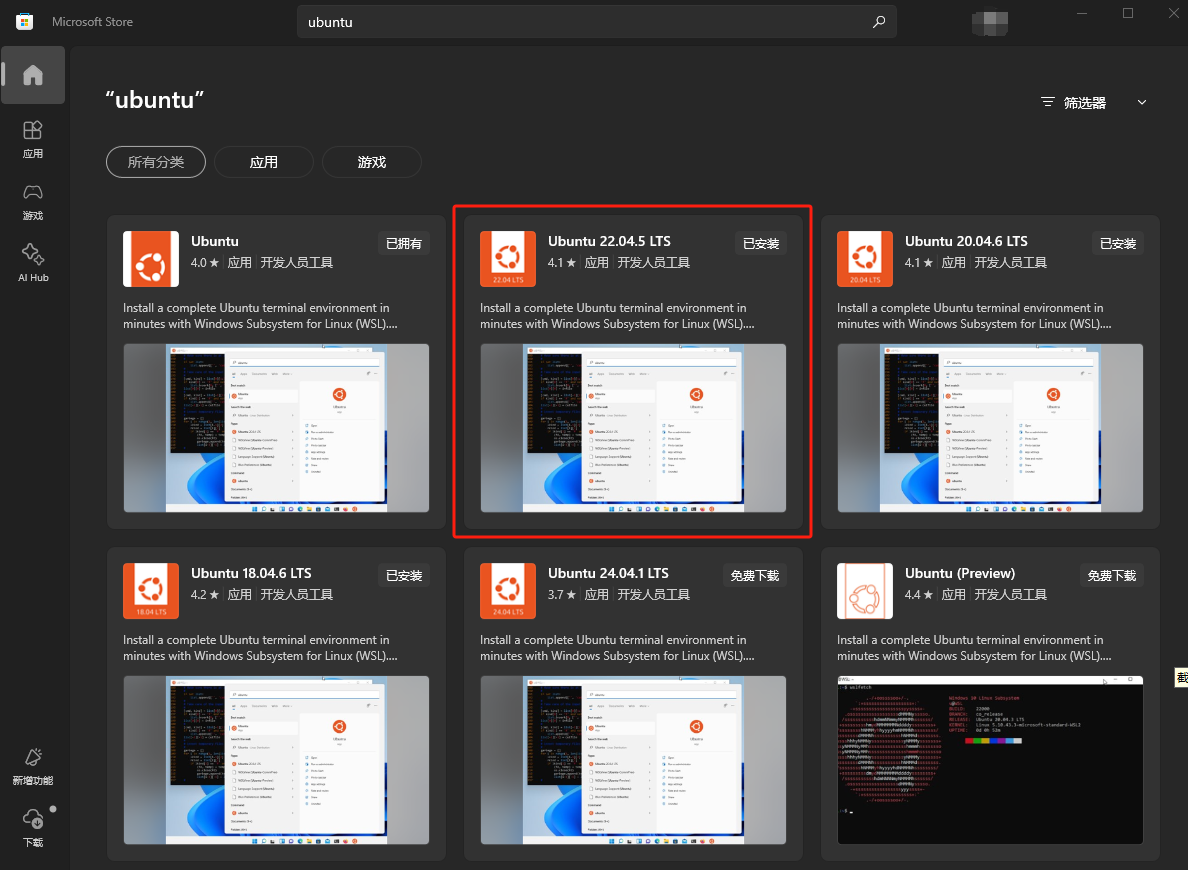 Microsoft Store
ubuntu
“ubuntu”
筛选器
所有分类
应用
游戏
应用
游戏
AI Hub
新增功能
下载
Ubuntu
已拥有
4.0 ★ 应用 开发人员工具
Install a complete Ubuntu terminal environment in
minutes with Windows Subsystem for Linux (WSL)....
Ubuntu 22.04.5 LTS
已安装
22.04 LTS
4.1 ★ 应用 开发人员工具
Install a complete Ubuntu terminal environment in
minutes with Windows Subsystem for Linux (WSL)....
Ubuntu 20.04.6 LTS
已安装
20.04 LTS
4.1 ★ 应用 开发人员工具
Install a complete Ubuntu terminal environment in
minutes with Windows Subsystem for Linux (WSL)....
Ubuntu 18.04.6 LTS
已安装
18.04 LTS
4.2 ★ 应用 开发人员工具
Install a complete Ubuntu terminal environment in
minutes with Windows Subsystem for Linux (WSL)....
Ubuntu 24.04.1 LTS
免费下载
24.04 LTS
3.7 ★ 应用 开发人员工具
Install a complete Ubuntu terminal environment in
minutes with Windows Subsystem for Linux (WSL)....
Ubuntu (Preview)
免费下载
4.4 ★ 应用 开发人员工具
Install a complete Ubuntu terminal environment in
minutes with Windows Subsystem for Linux (WSL)....
截